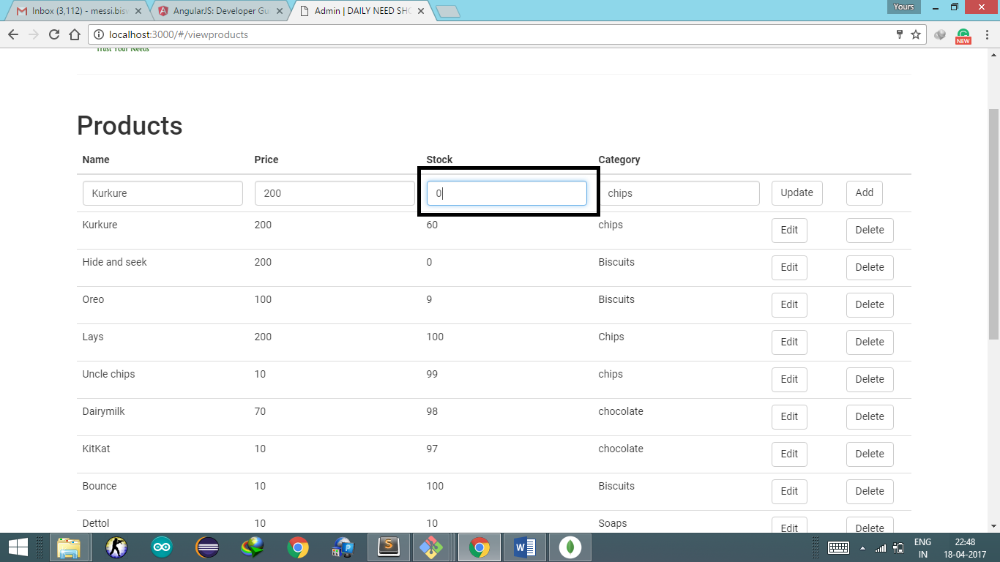 Inbox (3,112) - messi.bisw
AngularJS: Developer Gui
Admin | DAILY NEED SHO
Yours
localhost:3000/#/viewproducts
NEW
Trust Your Needs
Products
Name Price Stock Category
Kurkure 200 0 chips Update Add
Kurkure 200 60 chips Edit Delete
Hide and seek 200 0 Biscuits Edit Delete
Oreo 100 9 Biscuits Edit Delete
Lays 200 100 Chips Edit Delete
Uncle chips 10 99 chips Edit Delete
Dairymilk 70 98 chocolate Edit Delete
KitKat 10 97 chocolate Edit Delete
Bounce 10 100 Biscuits Edit Delete
Dettol 10 10 Soaps Edit Delete
ENG 22:48
IN 18-04-2017